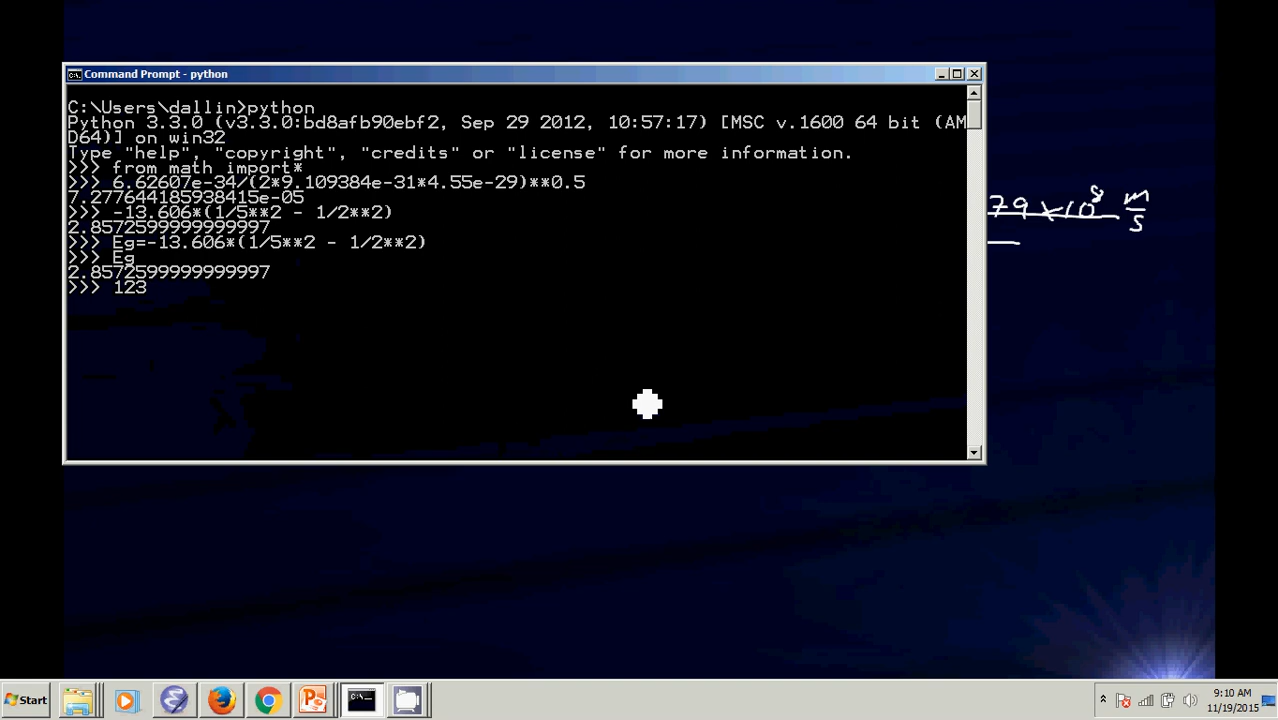 Command Prompt - python
C:\Users\dallin>python
Python 3.3.0 (v3.3.0:bd8afb90ebf2, Sep 29 2012, 10:57:17) [MSC v.1600 64 bit (AM
D64)] on win32
Type "help", "copyright", "credits" or "license" for more information.
>>> from math import*
>>> 6.62607e-34/(2*9.109384e-31*4.55e-29)**0.5
7.277644185938415e-05
>>> -13.606*(1/5**2 - 1/2**2)
2.8572599999999997
>>> Eg=-13.606*(1/5**2 - 1/2**2)
>>> Eg
2.8572599999999997
>>> 123
79 x10^8 m/s
Start
9:10 AM
11/19/2015